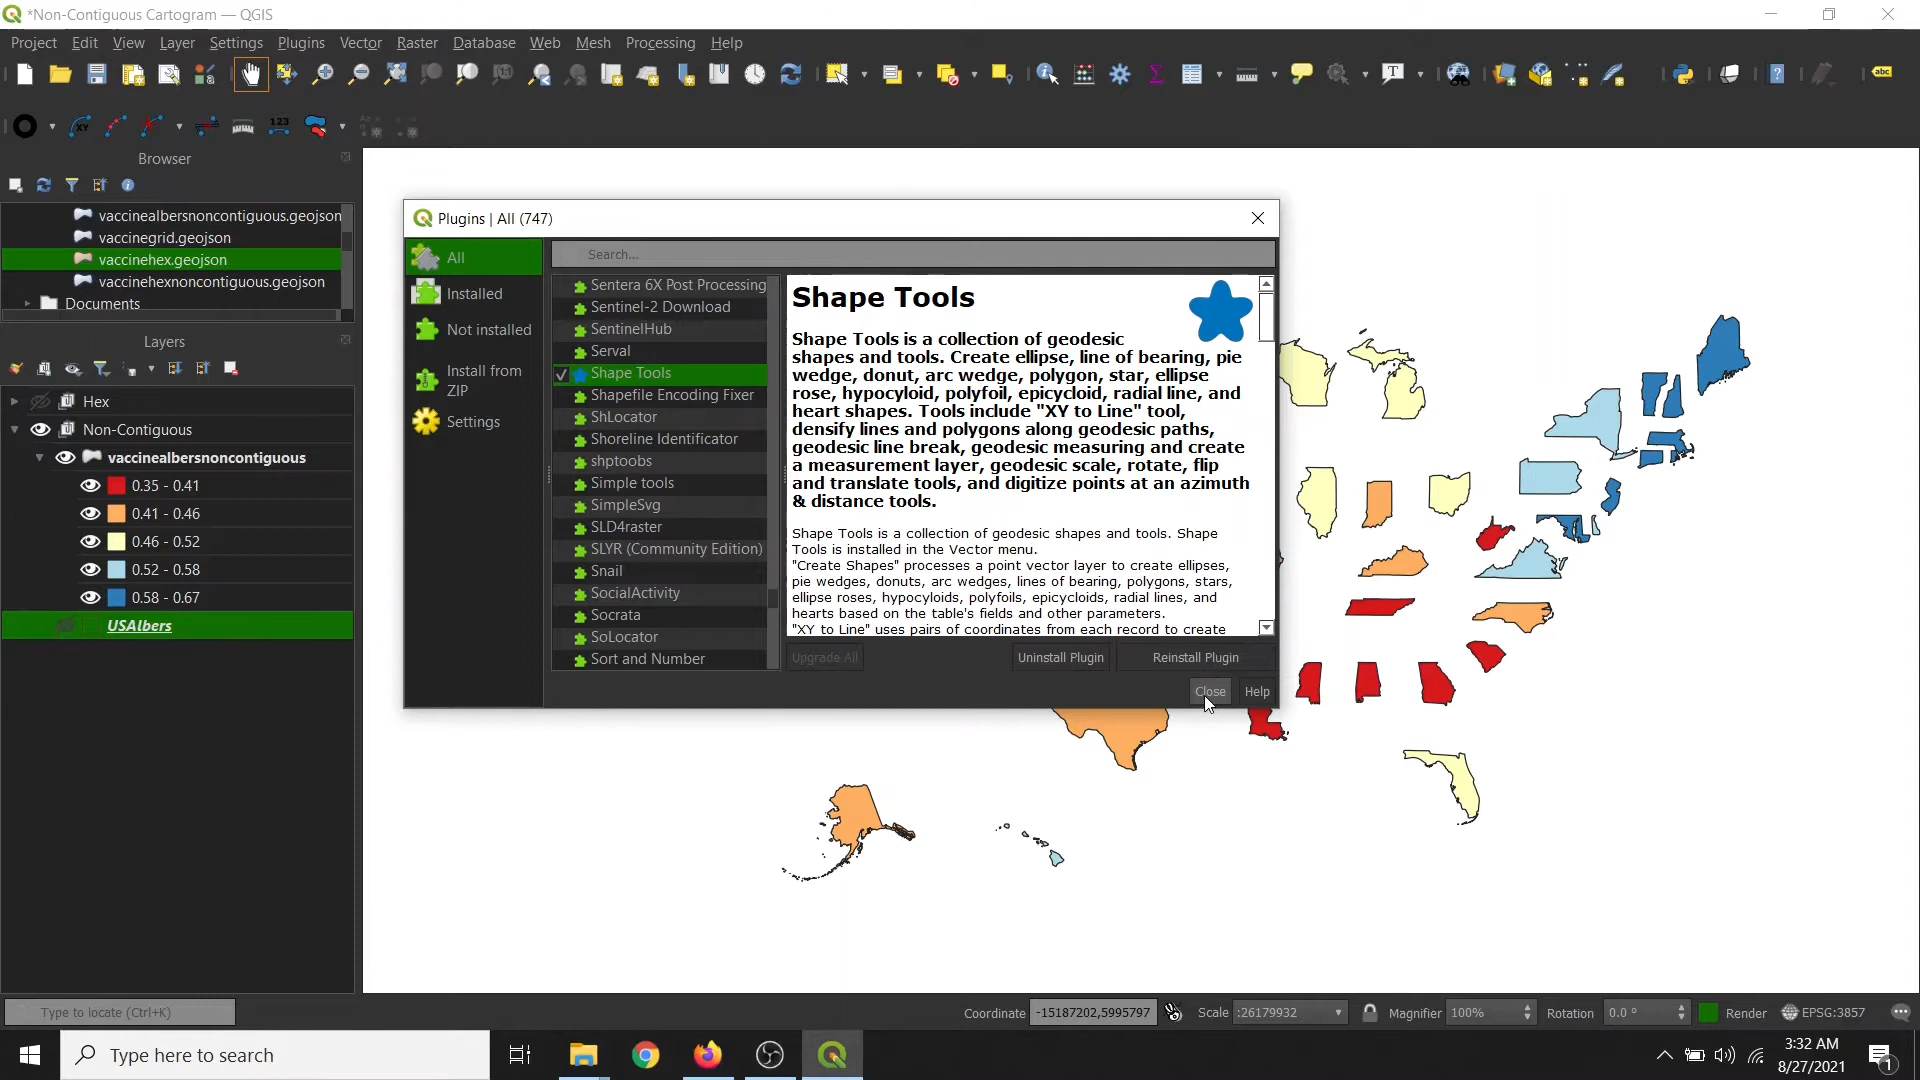 *Non-Contiguous Cartogram — QGIS
Project Edit View Layer Settings Plugins Vector Raster Database Web Mesh Processing Help
abc
XY 123
Browser
vaccinealbersnoncontiguous.geojson
vaccinegrid.geojson
vaccinehex.geojson
vaccinehexnoncontiguous.geojson
Documents
Layers
Hex
Non-Contiguous
vaccinealbersnoncontiguous
0.35 - 0.41
0.41 - 0.46
0.46 - 0.52
0.52 - 0.58
0.58 - 0.67
USAlbers
Plugins | All (747)
All
Installed
Not installed
Install from
ZIP
Settings
Search...
Sentera 6X Post Processing
Sentinel-2 Download
SentinelHub
Serval
Shape Tools
Shapefile Encoding Fixer
ShLocator
Shoreline Identificator
shptoobs
Simple tools
SimpleSvg
SLD4raster
SLYR (Community Edition)
Snail
SocialActivity
Socrata
SoLocator
Sort and Number
Shape Tools
Shape Tools is a collection of geodesic
shapes and tools. Create ellipse, line of bearing, pie
wedge, donut, arc wedge, polygon, star, ellipse
rose, hypocyloid, polyfoil, epicycloid, radial line, and
heart shapes. Tools include "XY to Line" tool,
densify lines and polygons along geodesic paths,
geodesic line break, geodesic measuring and create
a measurement layer, geodesic scale, rotate, flip
and translate tools, and digitize points at an azimuth
& distance tools.
Shape Tools is a collection of geodesic shapes and tools. Shape
Tools is installed in the Vector menu.
"Create Shapes" processes a point vector layer to create ellipses,
pie wedges, donuts, arc wedges, lines of bearing, polygons, stars,
ellipse roses, hypocyloids, polyfoils, epicycloids, radial lines, and
hearts based on the table's fields and other parameters.
"XY to Line" uses pairs of coordinates from each record to create
Upgrade All Uninstall Plugin Reinstall Plugin
Close Help
Type to locate (Ctrl+K)
Coordinate -15187202,5995797 Scale :26179932 Magnifier 100% Rotation 0.0 ° Render EPSG:3857
Type here to search
3:32 AM
8/27/2021
1